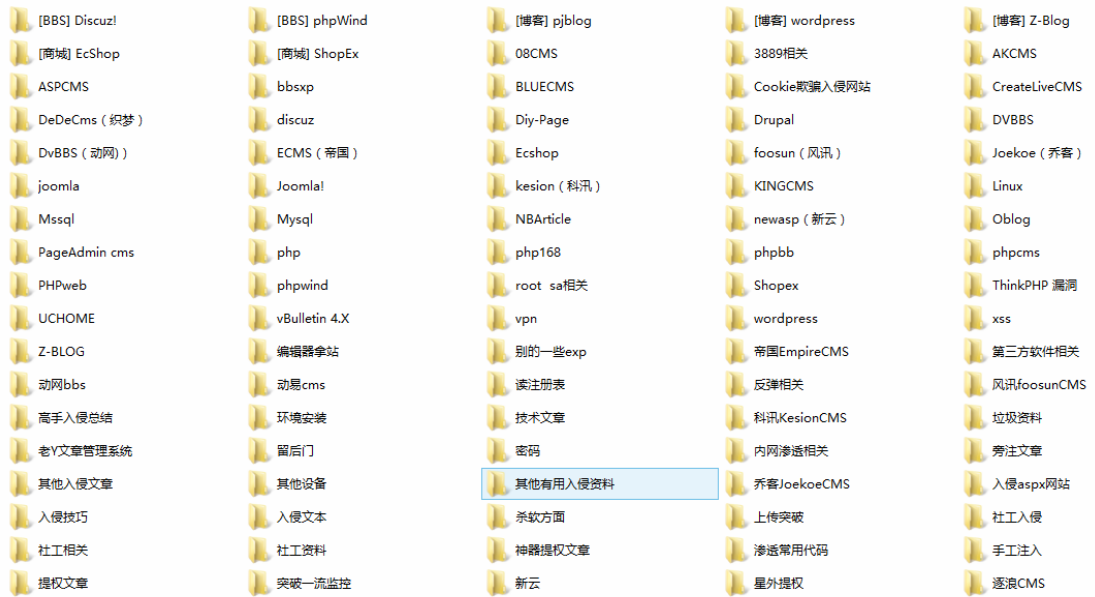 [BBS] Discuz!
[BBS] phpWind
[博客] pjblog
[博客] wordpress
[博客] Z-Blog
[商城] EcShop
[商城] ShopEx
08CMS
3889相关
AKCMS
ASPCMS
bbsxp
BLUECMS
Cookie欺骗入侵网站
CreateLiveCMS
DeDeCms（织梦）
discuz
Diy-Page
Drupal
DVBBS
DvBBS（动网)）
ECMS（帝国）
Ecshop
foosun（风讯）
Joekoe（乔客）
joomla
Joomla!
kesion（科汛）
KINGCMS
Linux
Mssql
Mysql
NBArticle
newasp（新云）
Oblog
PageAdmin cms
php
php168
phpbb
phpcms
PHPweb
phpwind
root  sa相关
Shopex
ThinkPHP 漏洞
UCHOME
vBulletin 4.X
vpn
wordpress
xss
Z-BLOG
编辑器拿站
别的一些exp
帝国EmpireCMS
第三方软件相关
动网bbs
动易cms
读注册表
反弹相关
风讯foosunCMS
高手入侵总结
环境安装
技术文章
科讯KesionCMS
垃圾资料
老Y文章管理系统
留后门
密码
内网渗透相关
旁注文章
其他入侵文章
其他设备
其他有用入侵资料
乔客JoekoeCMS
入侵aspx网站
入侵技巧
入侵文本
杀软方面
上传突破
社工入侵
社工相关
社工资料
神器提权文章
渗透常用代码
手工注入
提权文章
突破一流监控
新云
星外提权
逐浪CMS